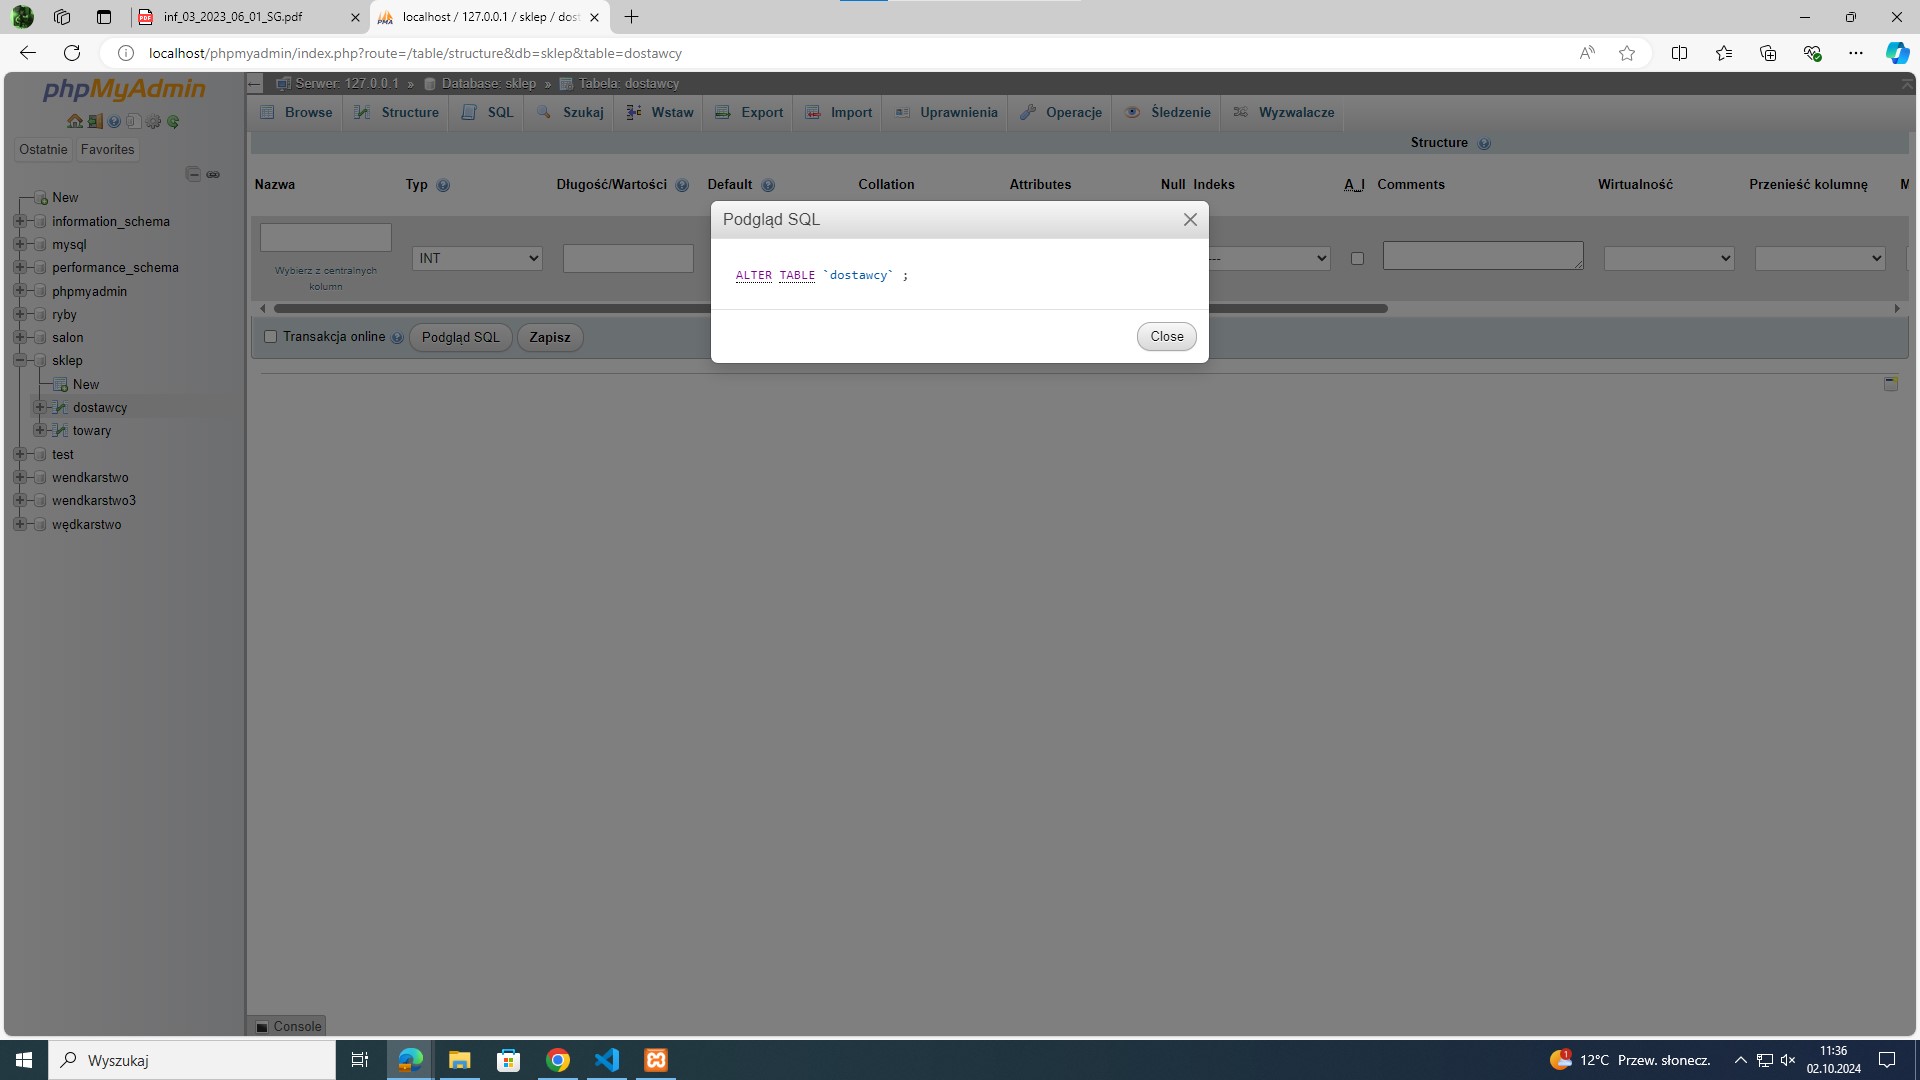 inf_03_2023_06_01_SG.pdf
localhost / 127.0.0.1 / sklep / dost
localhost/phpmyadmin/index.php?route=/table/structure&db=sklep&table=dostawcy
phpMyAdmin
Ostatnie
Favorites
New
information_schema
mysql
performance_schema
phpmyadmin
ryby
salon
sklep
New
dostawcy
towary
test
wendkarstwo
wendkarstwo3
wędkarstwo
Serwer: 127.0.0.1 » Database: sklep » Tabela: dostawcy
Browse Structure SQL Szukaj Wstaw Export Import Uprawnienia Operacje Śledzenie Wyzwalacze
Structure
Nazwa Typ Długość/Wartości Default Collation Attributes Null Indeks A_I Comments Wirtualność Przenieść kolumnę M
INT
---
Wybierz z centralnych
kolumn
Transakcja online Podgląd SQL Zapisz
Podgląd SQL
ALTER TABLE `dostawcy` ;
Close
Console
Wyszukaj
1
12°C Przew. słonecz.
11:36
02.10.2024